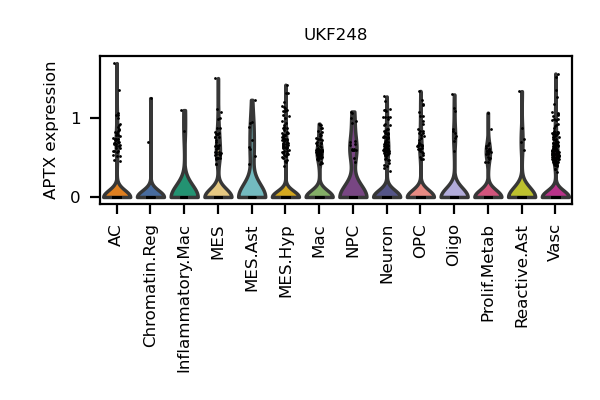 UKF248
APTX expression
1
0
AC
Chromatin.Reg
Inflammatory.Mac
MES
MES.Ast
MES.Hyp
Mac
NPC
Neuron
OPC
Oligo
Prolif.Metab
Reactive.Ast
Vasc